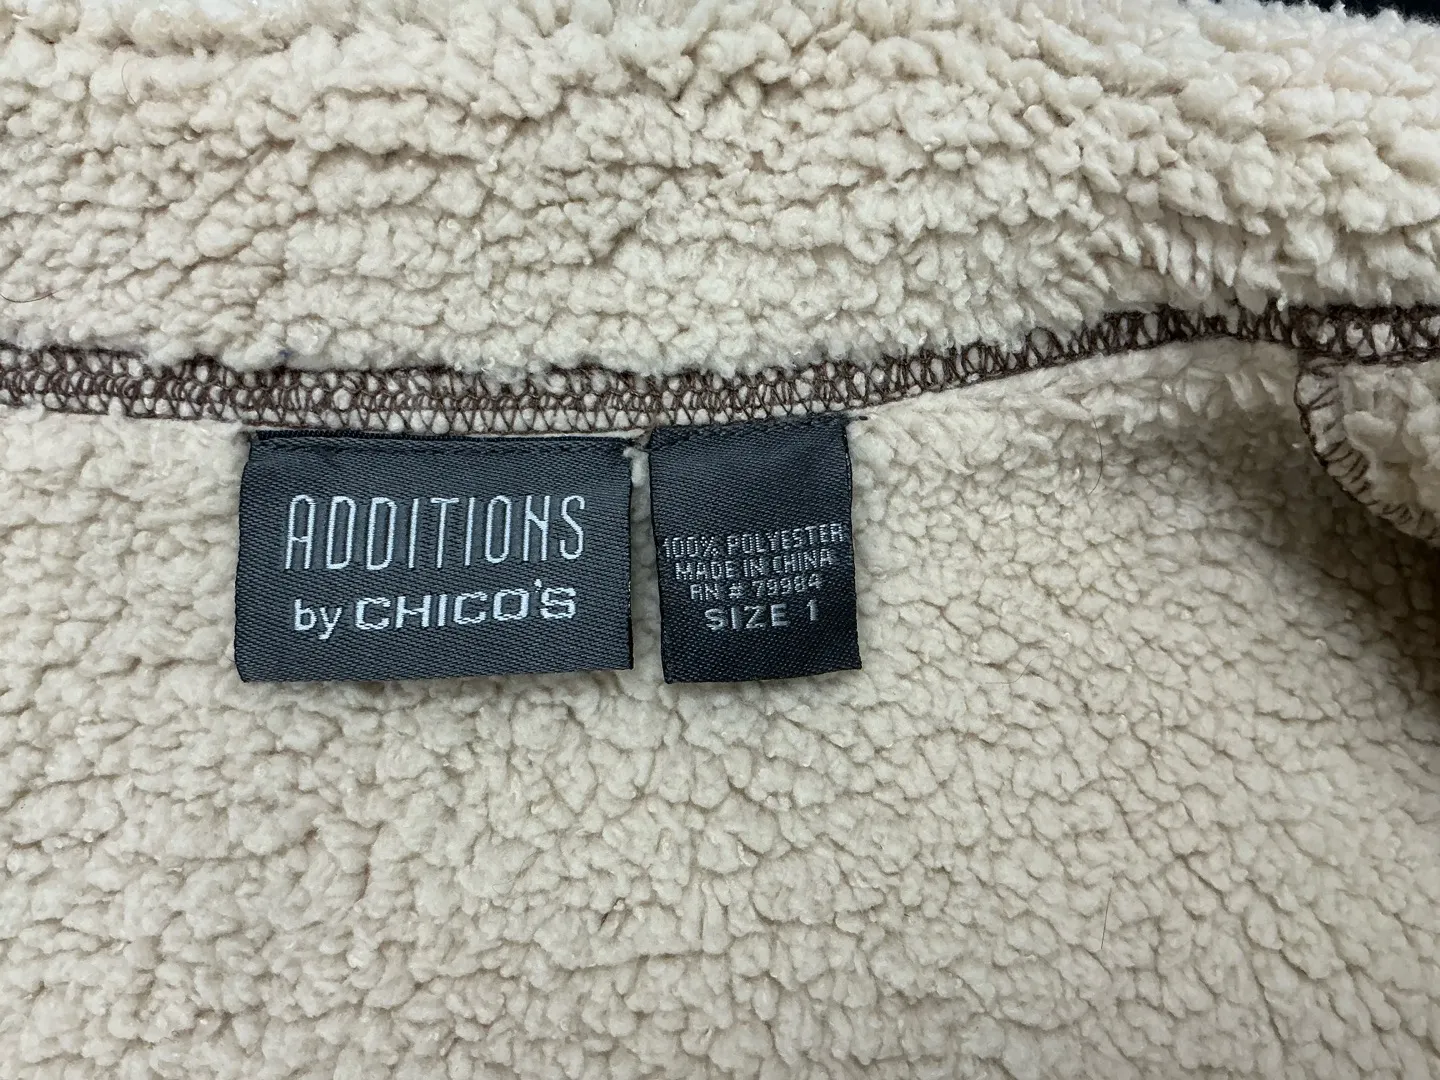 ADDITIONS
by CHICO'S
100% POLYESTER
MADE IN CHINA
RN # 79984
SIZE 1